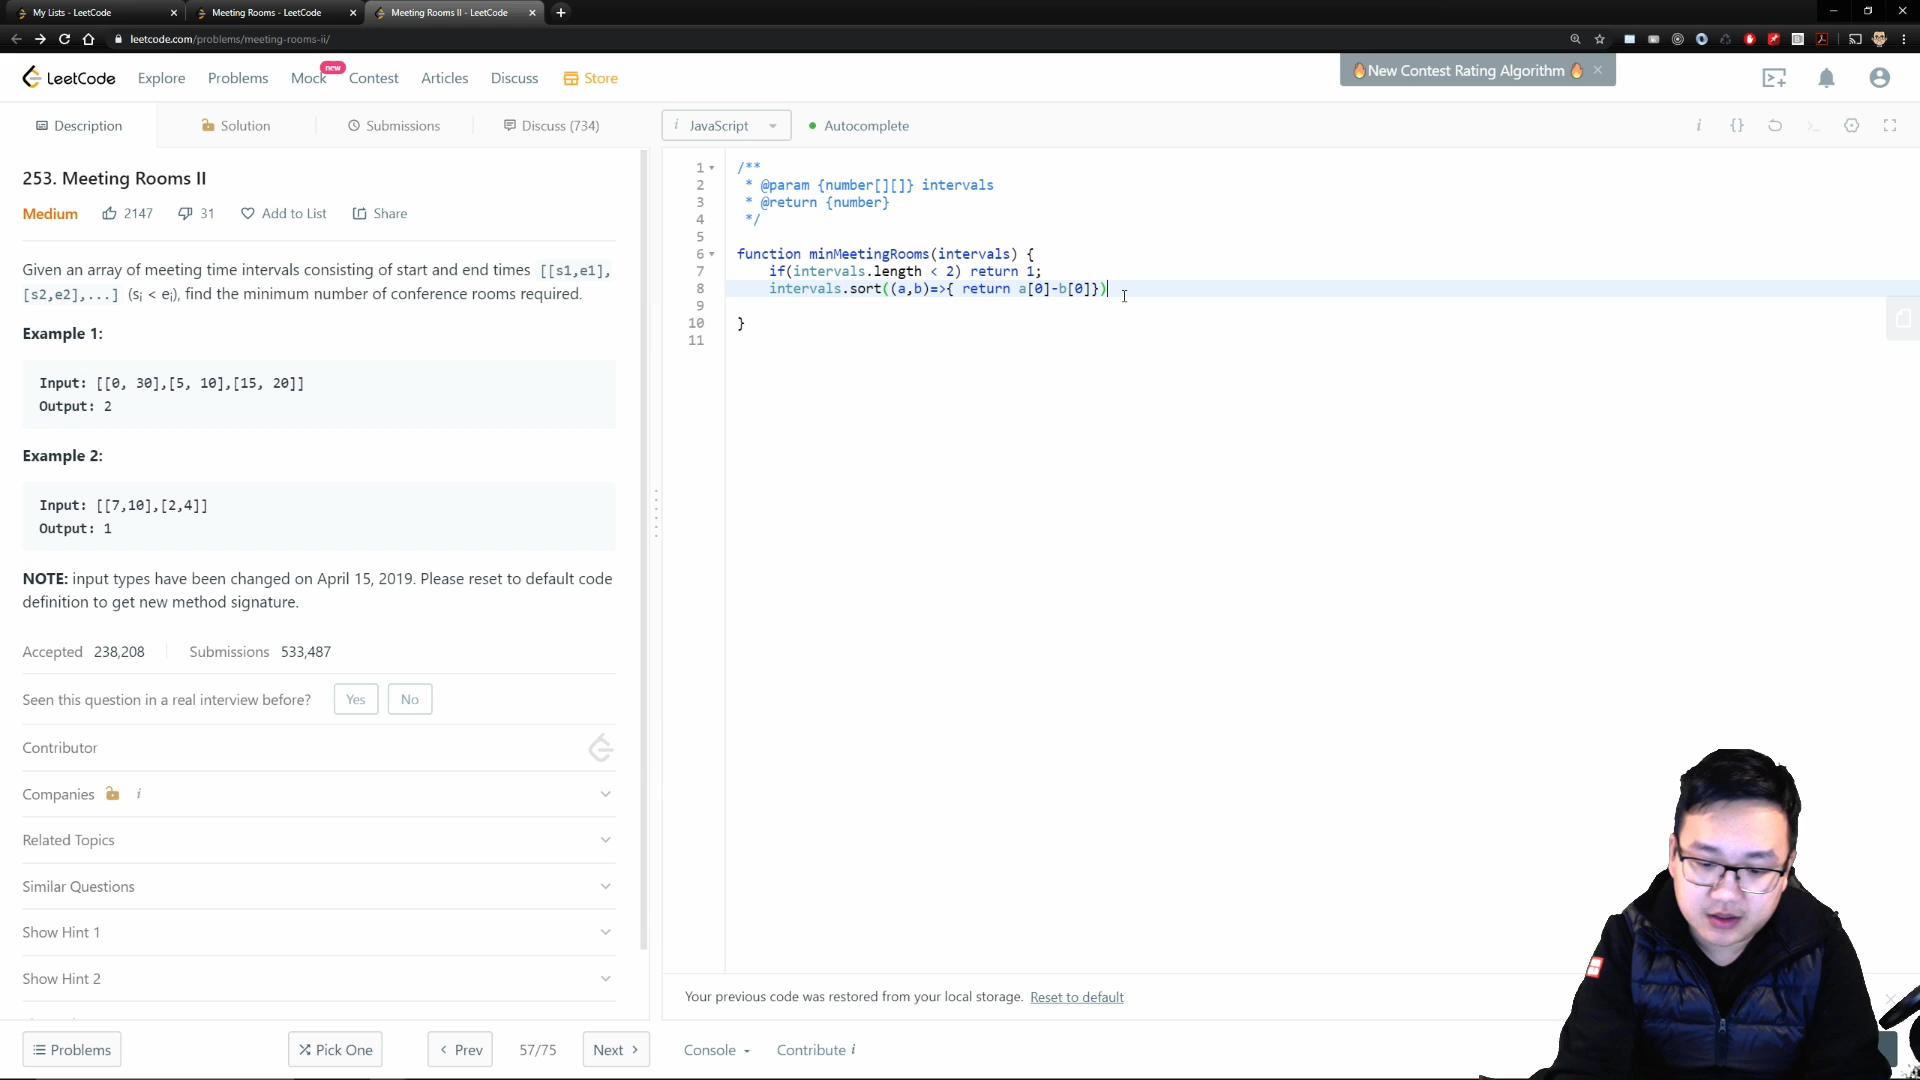 My Lists - LeetCode
Meeting Rooms - LeetCode
Meeting Rooms II - LeetCode
leetcode.com/problems/meeting-rooms-ii/
LeetCode
Explore
Problems
Mock
new
Contest
Articles
Discuss
Store
🔥New Contest Rating Algorithm 🔥
Description
Solution
Submissions
Discuss (734)
i JavaScript
Autocomplete
253. Meeting Rooms II
Medium
2147
31
Add to List
Share
Given an array of meeting time intervals consisting of start and end times [[s1,e1],
[s2,e2],...] (sᵢ < eᵢ), find the minimum number of conference rooms required.
Example 1:
Input: [[0, 30],[5, 10],[15, 20]]
Output: 2
Example 2:
Input: [[7,10],[2,4]]
Output: 1
NOTE: input types have been changed on April 15, 2019. Please reset to default code
definition to get new method signature.
Accepted 238,208
Submissions 533,487
Seen this question in a real interview before?
Yes
No
Contributor
Companies i
Related Topics
Similar Questions
Show Hint 1
Show Hint 2
Problems
Pick One
< Prev
57/75
Next >
1 /**
2 * @param {number[][]} intervals
3 * @return {number}
4 */
5
6 function minMeetingRooms(intervals) {
7 if(intervals.length < 2) return 1;
8 intervals.sort((a,b)=>{ return a[0]-b[0]})
9
10 }
11
Your previous code was restored from your local storage. Reset to default
Console
Contribute i